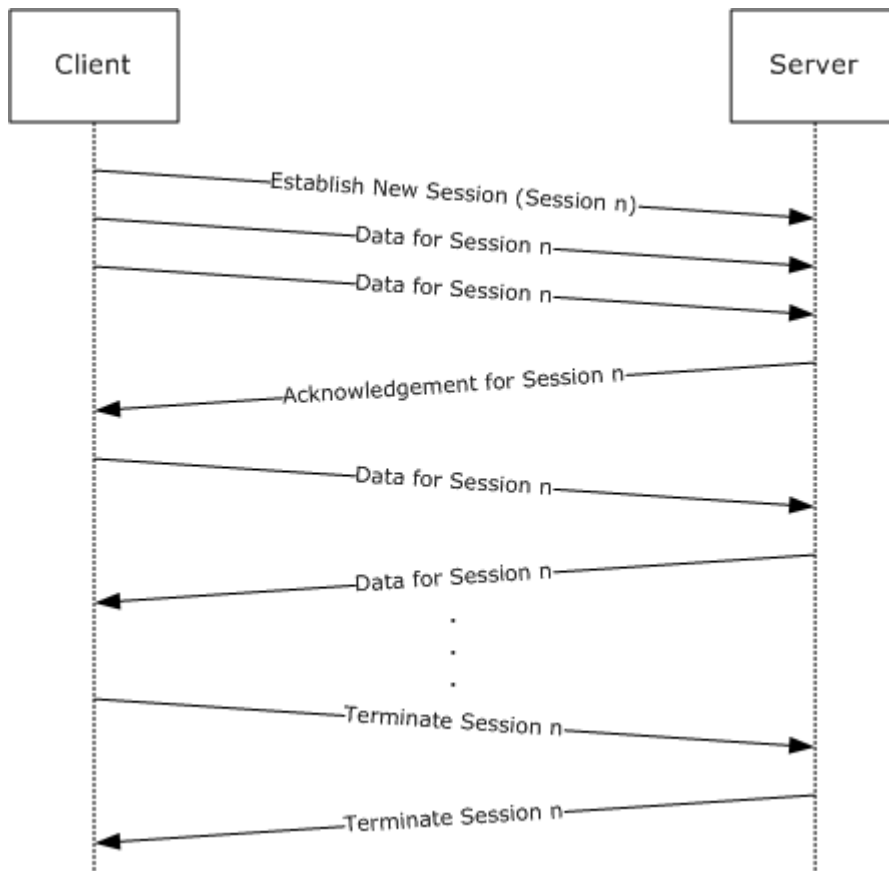 Client
Server
Establish New Session (Session n)
Data for Session n
Data for Session n
Acknowledgement for Session n
Data for Session n
Data for Session n
.
.
.
Terminate Session n
Terminate Session n